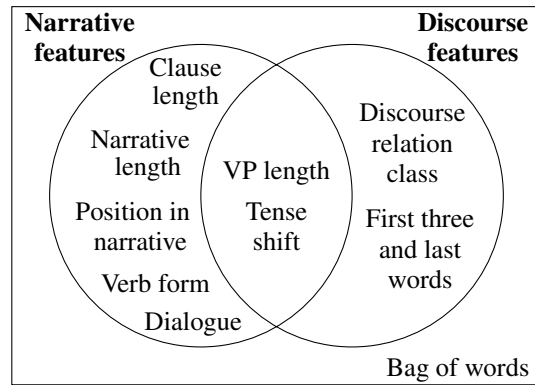 Narrative
features
Discourse
features
Clause
length
Narrative
length
Position in
narrative
Verb form
Dialogue
VP length
Tense
shift
Discourse
relation
class
First three
and last
words
Bag of words